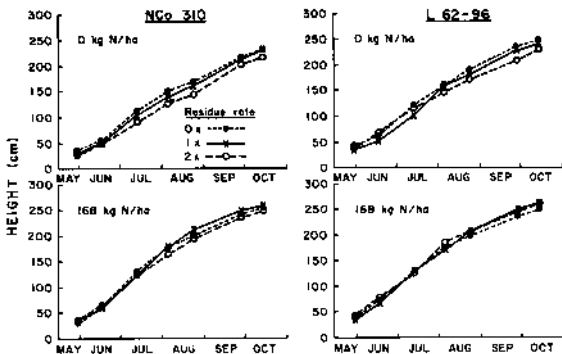 NCo 310
L 62-96
300
250
200
150
100
50
0
0 kg N/ha
Residue rate
0x
1x
2x
MAY JUN JUL AUG SEP OCT
300
250
200
150
100
50
0
0 kg N/ha
MAY JUN JUL AUG SEP OCT
HEIGHT (cm)
300
250
200
150
100
50
0
168 kg N/ha
MAY JUN JUL AUG SEP OCT
300
250
200
150
100
50
0
168 kg N/ha
MAY JUN JUL AUG SEP OCT